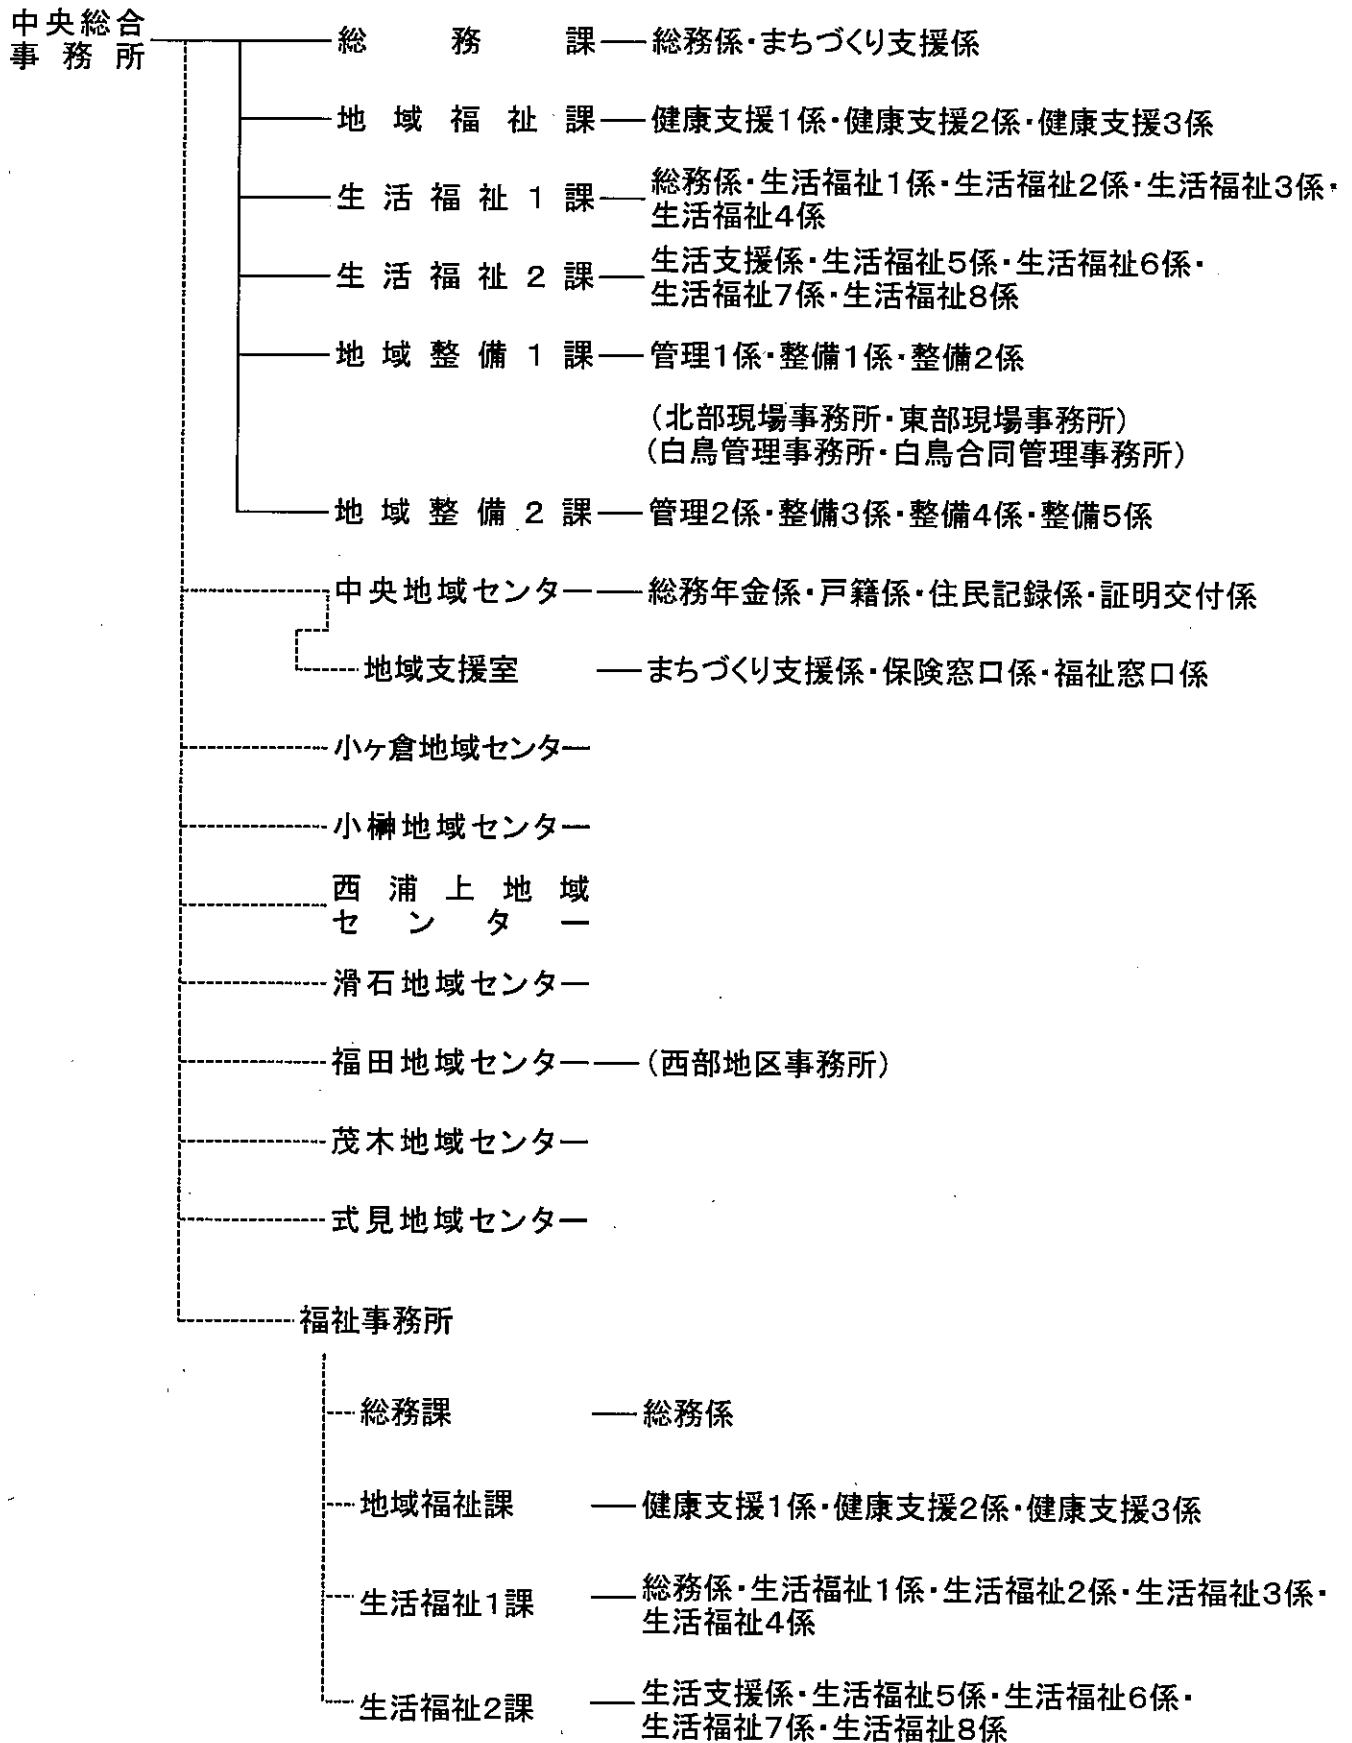 中央総合
事務所
総務課 総務係・まちづくり支援係
地域福祉課 健康支援1係・健康支援2係・健康支援3係
生活福祉1課 総務係・生活福祉1係・生活福祉2係・生活福祉3係・
生活福祉4係
生活福祉2課 生活支援係・生活福祉5係・生活福祉6係・
生活福祉7係・生活福祉8係
地域整備1課 管理1係・整備1係・整備2係
(北部現場事務所・東部現場事務所)
(白鳥管理事務所・白鳥合同管理事務所)
地域整備2課 管理2係・整備3係・整備4係・整備5係
中央地域センター 総務年金係・戸籍係・住民記録係・証明交付係
地域支援室 まちづくり支援係・保険窓口係・福祉窓口係
小ヶ倉地域センター
小榊地域センター
西浦上地域
センター
滑石地域センター
福田地域センター (西部地区事務所)
茂木地域センター
式見地域センター
福祉事務所
総務課 総務係
地域福祉課 健康支援1係・健康支援2係・健康支援3係
生活福祉1課 総務係・生活福祉1係・生活福祉2係・生活福祉3係・
生活福祉4係
生活福祉2課 生活支援係・生活福祉5係・生活福祉6係・
生活福祉7係・生活福祉8係